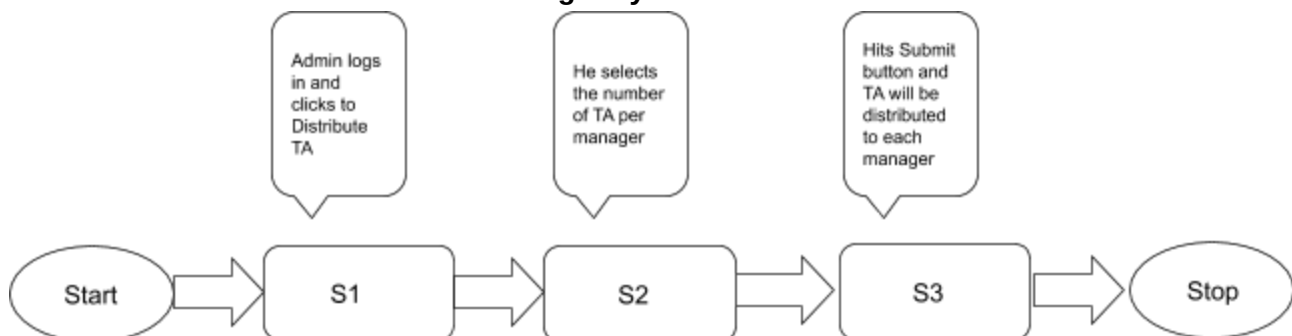 Admin logs
in and
clicks to
Distribute
TA
He selects
the number
of TA per
manager
Hits Submit
button and
TA will be
distributed
to each
manager
Start
S1
S2
S3
Stop